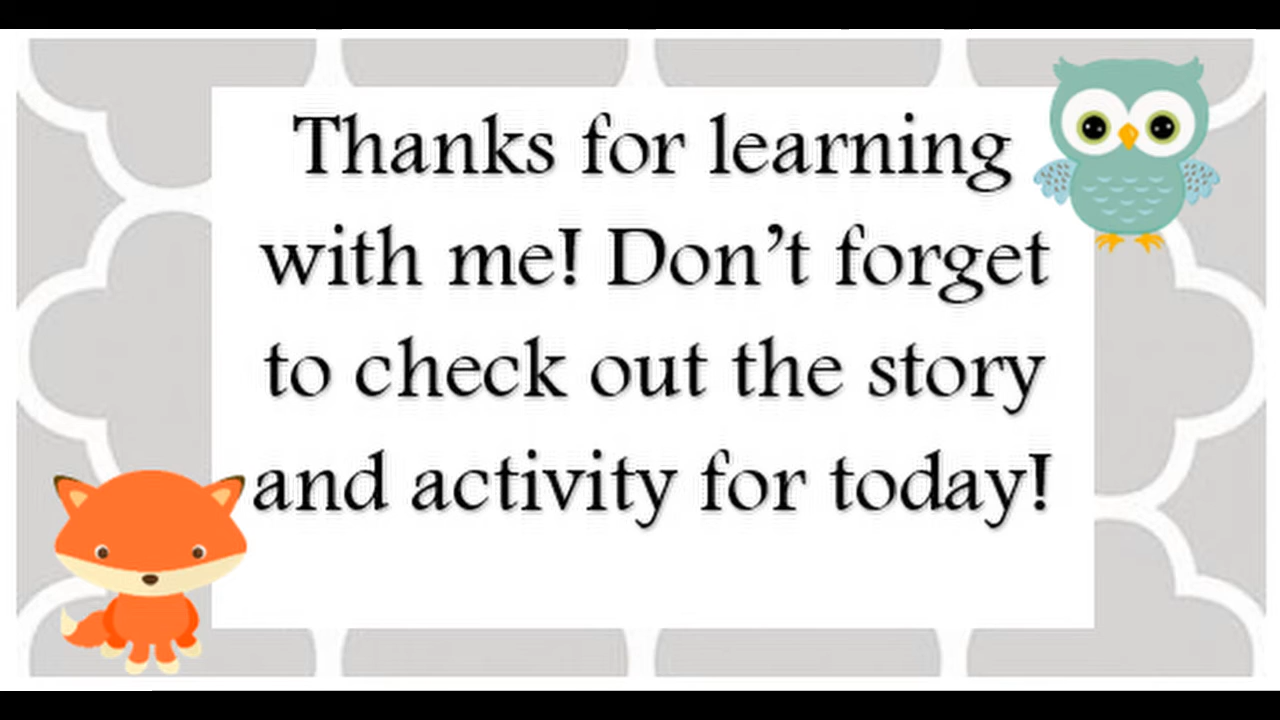 Thanks for learning
with me! Don’t forget
to check out the story
and activity for today!